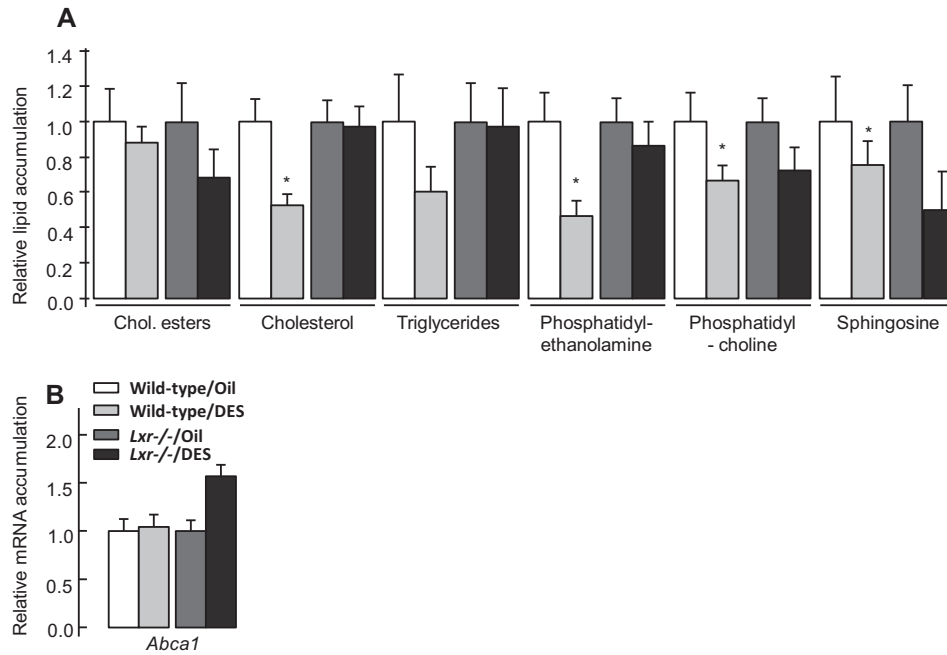 A
Relative lipid accumulation
1.4
1.2
1.0
0.8
0.6
0.4
0.2
0.0
* * * *
Chol. esters Cholesterol Triglycerides Phosphatidyl- Phosphatidyl Sphingosine
ethanolamine - choline
B
Relative mRNA accumulation
Wild-type/Oil
Wild-type/DES
Lxr-/-/Oil
Lxr-/-/DES
2.0
1.5
1.0
0.5
0.0
Abca1